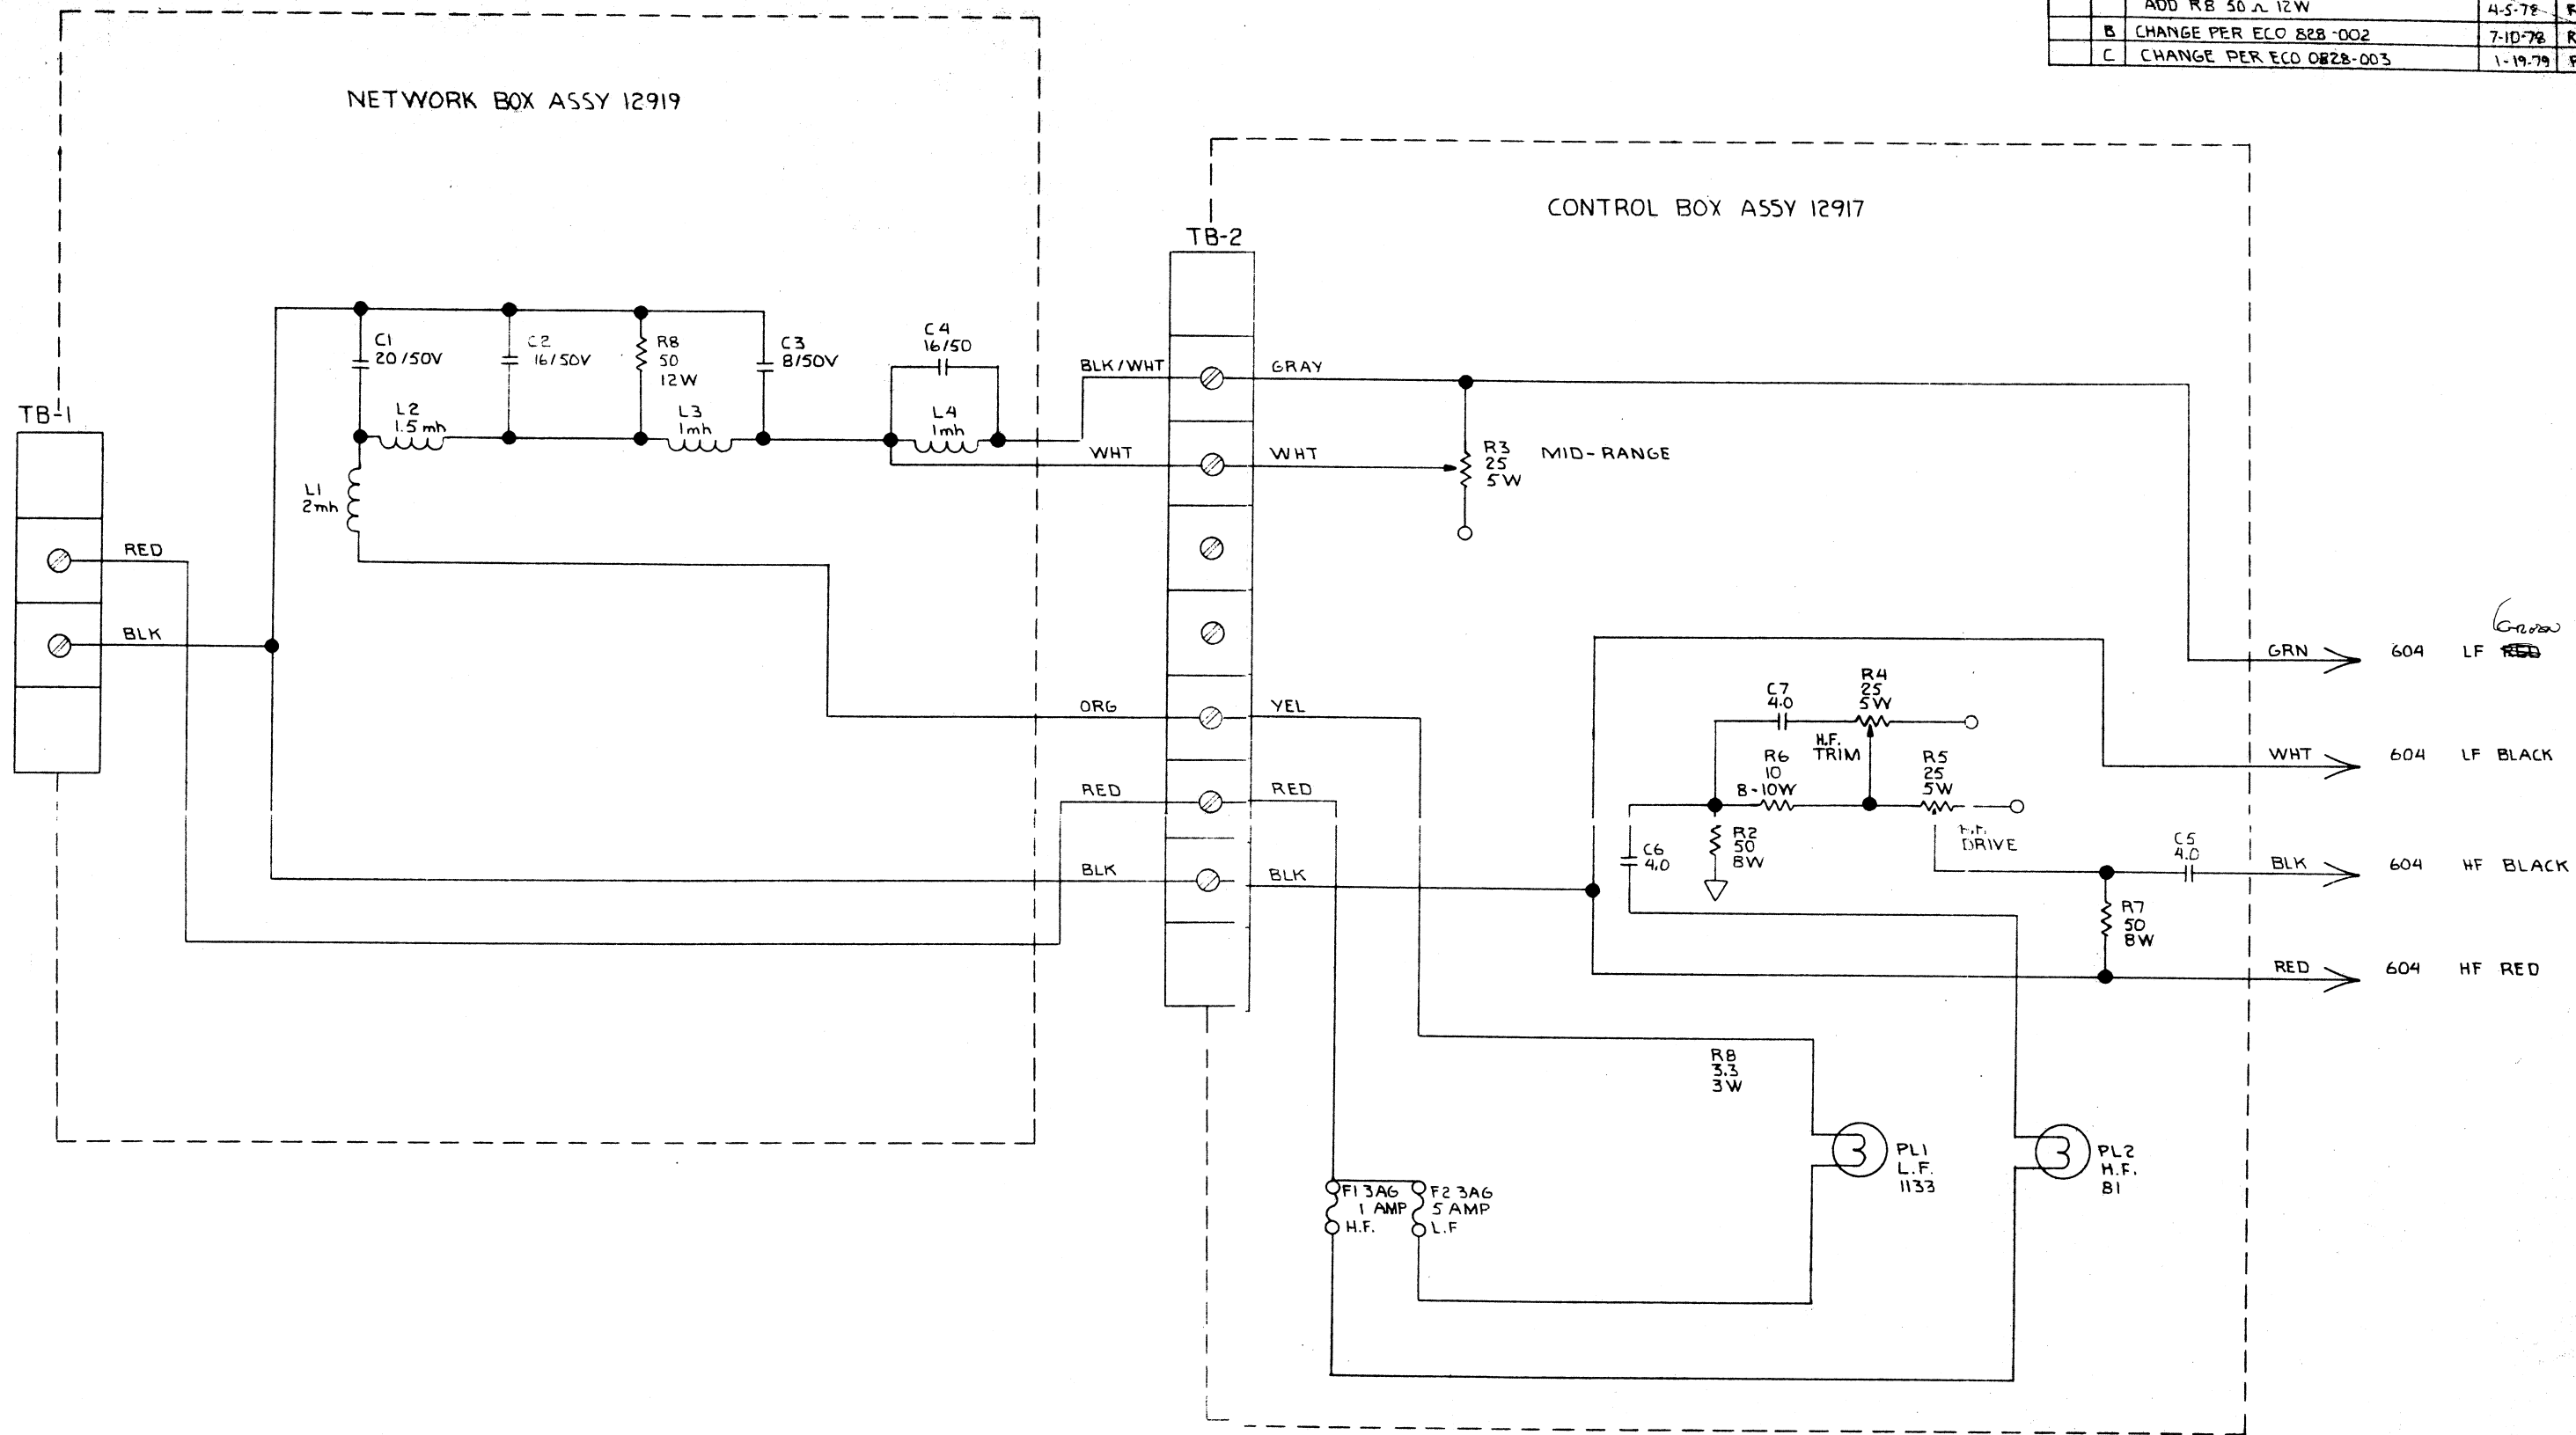 ADD R8 50 Ω 12W 4-5-78
B CHANGE PER ECO 828-002 7-10-78 R
C CHANGE PER ECO 0828-003 1-19-79
NETWORK BOX ASSY 12919
CONTROL BOX ASSY 12917
TB-2
TB-1
C1
20/50V
C2
16/50V
R8
50
12W
C3
8/50V
C4
16/50
L2
1.5 mh
L3
1mh
L4
1mh
L1
2mh
BLK/WHT
GRAY
WHT
WHT
R3
25
5W
MID-RANGE
RED
BLK
ORG
YEL
RED
RED
BLK
BLK
C7
4.0
R4
25
5W
H.F.
TRIM
R6
10
8-10W
R5
25
5W
H.F.
DRIVE
C6
4.0
R2
50
8W
C5
4.0
R7
50
8W
GRN 604 LF Green
WHT 604 LF BLACK
BLK 604 HF BLACK
RED 604 HF RED
R8
3.3
3W
PL1
L.F.
1133
PL2
H.F.
81
F1 3AG
1 AMP
H.F.
F2 3AG
5 AMP
L.F